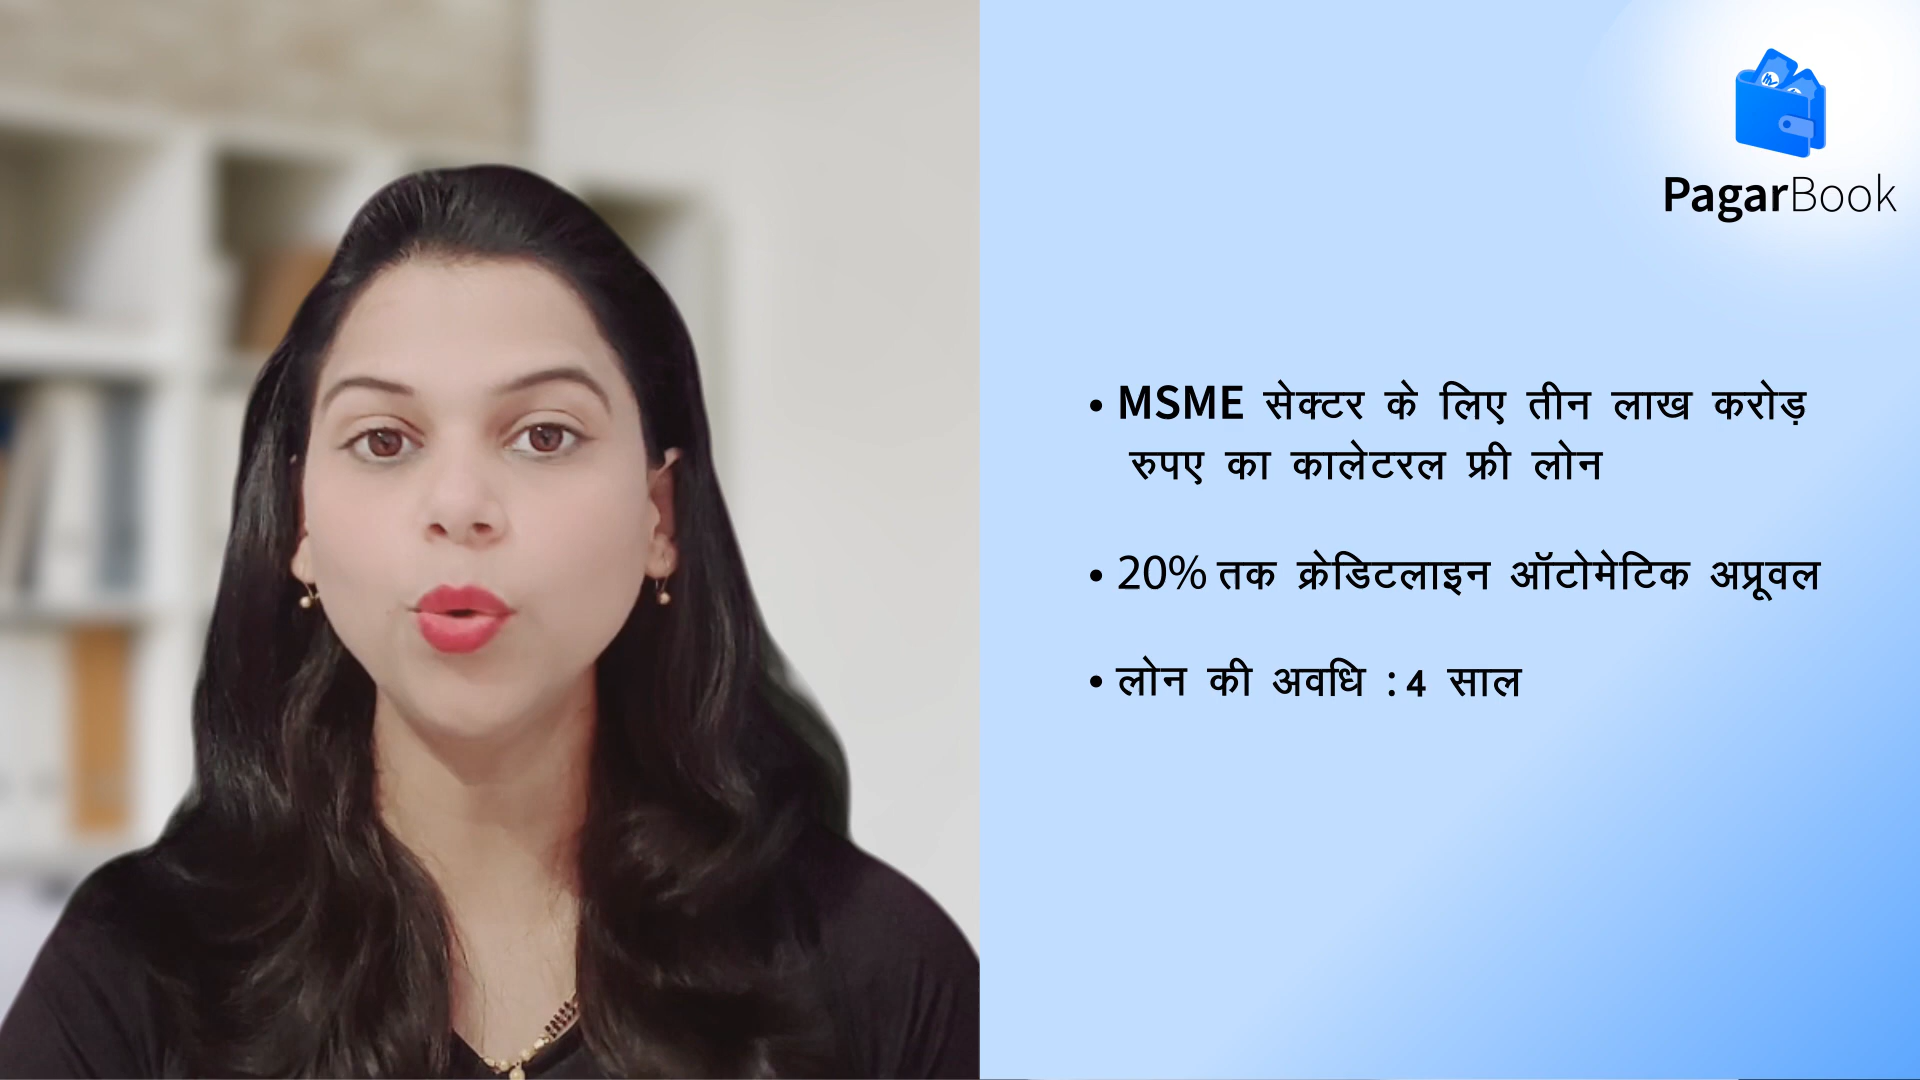 PagarBook
• MSME सेक्टर के लिए तीन लाख करोड़
रुपए का कालेटरल फ्री लोन
• 20% तक क्रेडिटलाइन ऑटोमेटिक अप्रूवल
• लोन की अवधि : 4 साल